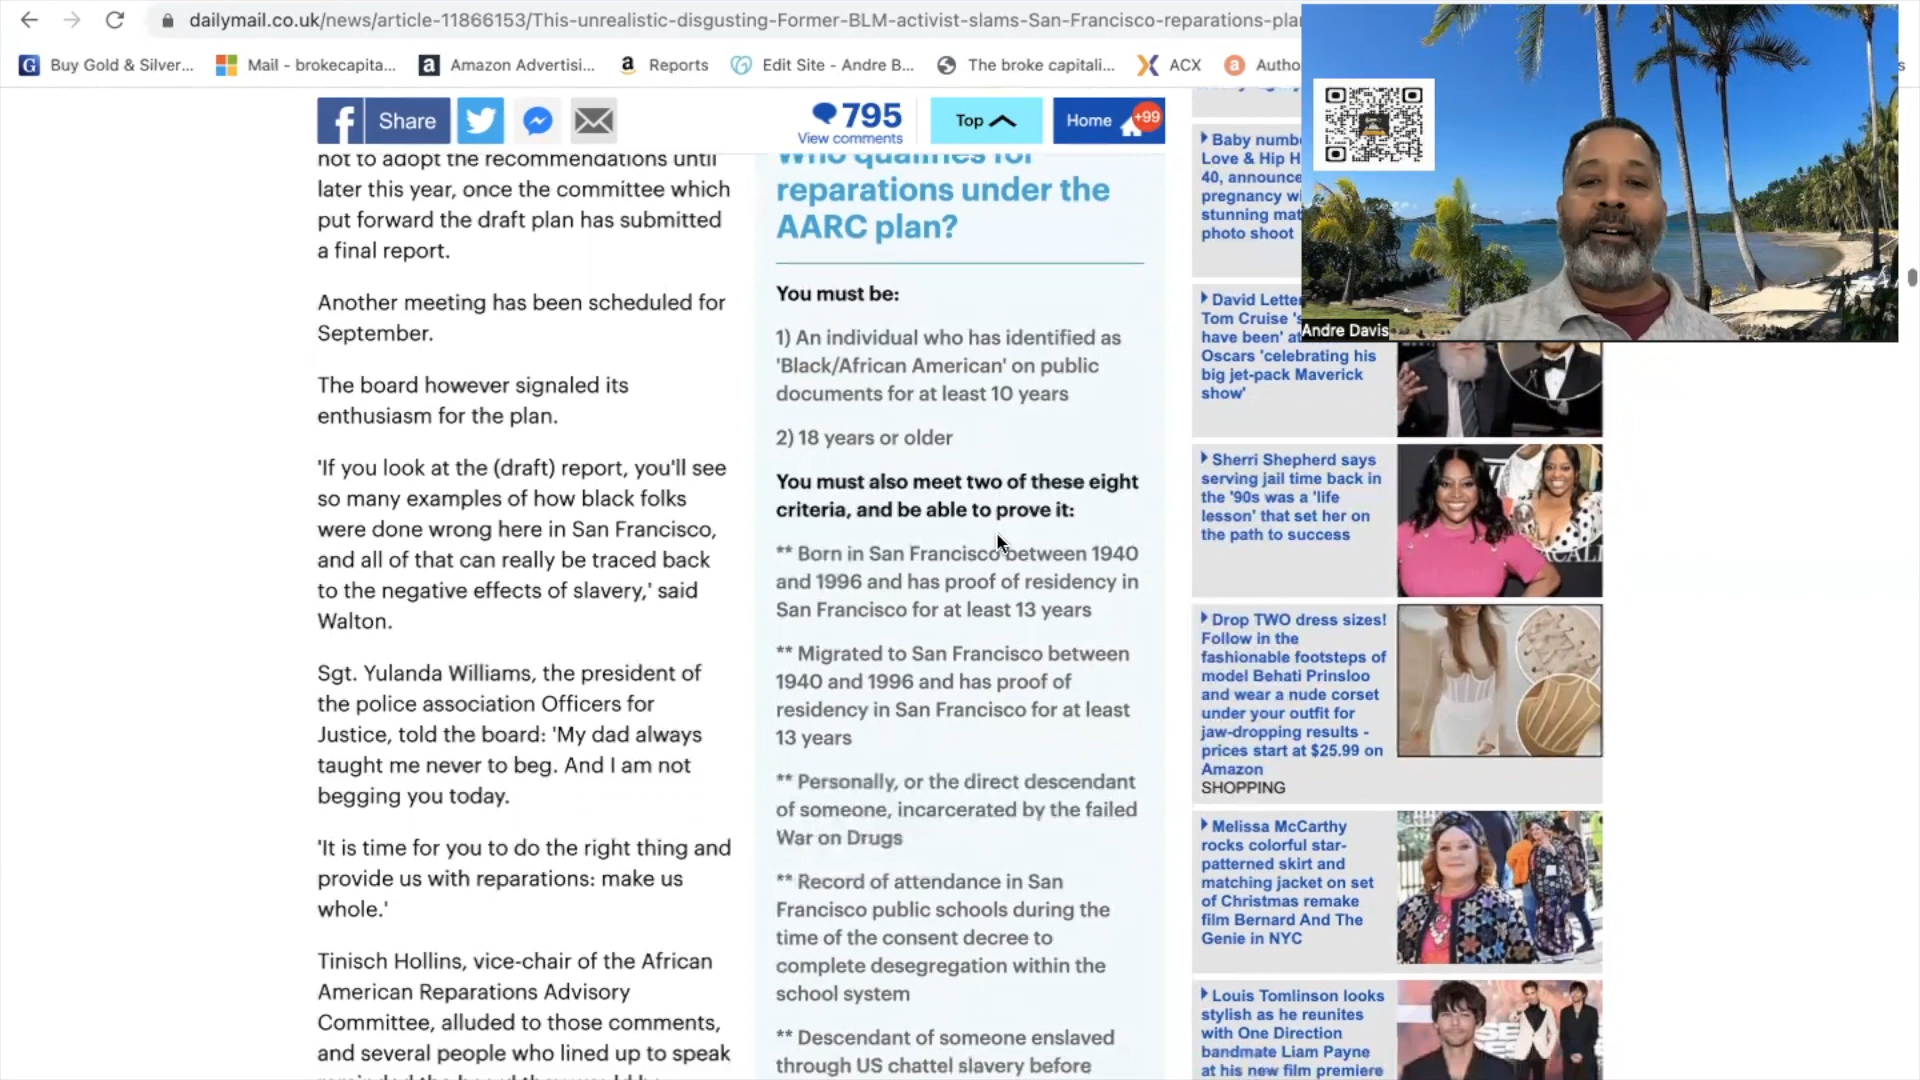 dailymail.co.uk/news/article-11866153/This-unrealistic-disgusting-Former-BLM-activist-slams-San-Francisco-reparations-plan
Buy Gold & Silver...
Mail - brokecapita...
Amazon Advertisi...
Reports
Edit Site - Andre B...
The broke capitali...
ACX
Autho
Share
795
View comments
Top
Home
+99
not to adopt the recommendations until
later this year, once the committee which
put forward the draft plan has submitted
a final report.
Another meeting has been scheduled for
September.
The board however signaled its
enthusiasm for the plan.
'If you look at the (draft) report, you'll see
so many examples of how black folks
were done wrong here in San Francisco,
and all of that can really be traced back
to the negative effects of slavery,' said
Walton.
Sgt. Yulanda Williams, the president of
the police association Officers for
Justice, told the board: 'My dad always
taught me never to beg. And I am not
begging you today.
'It is time for you to do the right thing and
provide us with reparations: make us
whole.'
Tinisch Hollins, vice-chair of the African
American Reparations Advisory
Committee, alluded to those comments,
and several people who lined up to speak
Who qualifies for
reparations under the
AARC plan?
You must be:
1) An individual who has identified as
'Black/African American' on public
documents for at least 10 years
2) 18 years or older
You must also meet two of these eight
criteria, and be able to prove it:
** Born in San Francisco between 1940
and 1996 and has proof of residency in
San Francisco for at least 13 years
** Migrated to San Francisco between
1940 and 1996 and has proof of
residency in San Francisco for at least
13 years
** Personally, or the direct descendant
of someone, incarcerated by the failed
War on Drugs
** Record of attendance in San
Francisco public schools during the
time of the consent decree to
complete desegregation within the
school system
** Descendant of someone enslaved
through US chattel slavery before
Baby numb
Love & Hip H
40, announce
pregnancy wi
stunning mat
photo shoot
David Letter
Tom Cruise 's
have been' at
Oscars 'celebrating his
big jet-pack Maverick
show'
Sherri Shepherd says
serving jail time back in
the '90s was a 'life
lesson' that set her on
the path to success
Drop TWO dress sizes!
Follow in the
fashionable footsteps of
model Behati Prinsloo
and wear a nude corset
under your outfit for
jaw-dropping results -
prices start at $25.99 on
Amazon
SHOPPING
Melissa McCarthy
rocks colorful star-
patterned skirt and
matching jacket on set
of Christmas remake
film Bernard And The
Genie in NYC
Louis Tomlinson looks
stylish as he reunites
with One Direction
bandmate Liam Payne
at his new film premiere
Andre Davis